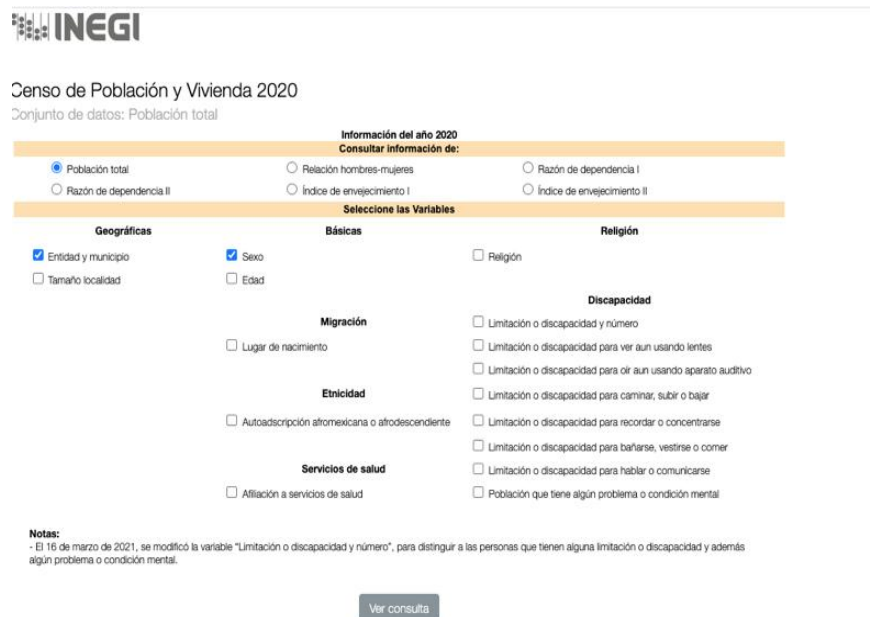 INEGI
Censo de Población y Vivienda 2020
Conjunto de datos: Población total
Información del año 2020
Consultar información de:
Población total Relación hombres-mujeres Razón de dependencia I
Razón de dependencia II Índice de envejecimiento I Índice de envejecimiento II
Seleccione las Variables
Geográficas Básicas Religión
Entidad y municipio Sexo Religión
Tamaño localidad Edad
Discapacidad
Migración Limitación o discapacidad y número
Lugar de nacimiento Limitación o discapacidad para ver aun usando lentes
Limitación o discapacidad para oír aun usando aparato auditivo
Etnicidad Limitación o discapacidad para caminar, subir o bajar
Autoadscripción afromexicana o afrodescendiente Limitación o discapacidad para recordar o concentrarse
Limitación o discapacidad para bañarse, vestirse o comer
Servicios de salud Limitación o discapacidad para hablar o comunicarse
Afiliación a servicios de salud Población que tiene algún problema o condición mental
Notas:
- El 16 de marzo de 2021, se modificó la variable "Limitación o discapacidad y número", para distinguir a las personas que tienen alguna limitación o discapacidad y además
algún problema o condición mental.
Ver consulta